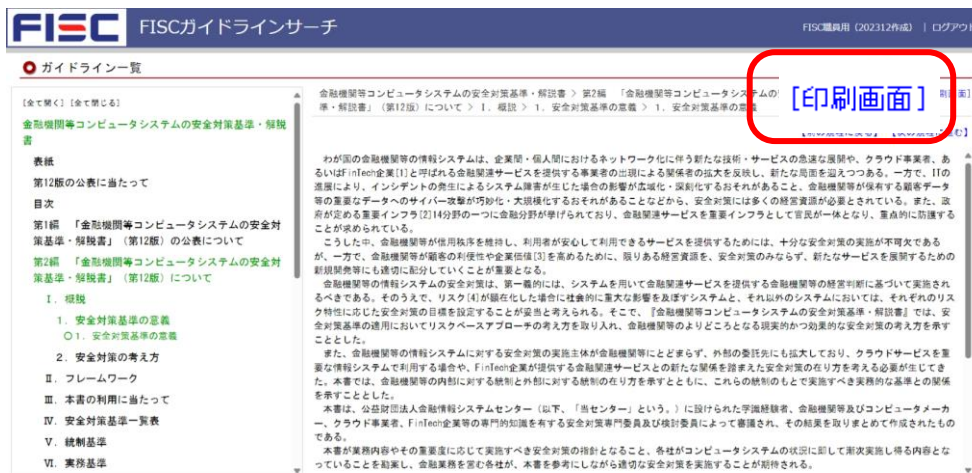 FISC FISCガイドラインサーチ
FISC職員用（202312作成） | ログアウト
ガイドライン一覧
[全て開く] [全て閉じる]
金融機関等コンピュータシステムの安全対策基準・解説
書
表紙
第12版の公表に当たって
目次
第1編 「金融機関等コンピュータシステムの安全対
策基準・解説書」（第12版）の公表について
第2編 「金融機関等コンピュータシステムの安全対
策基準・解説書」（第12版）について
Ⅰ．概説
1．安全対策基準の意義
〇1．安全対策基準の意義
2．安全対策の考え方
Ⅱ．フレームワーク
Ⅲ．本書の利用に当たって
Ⅳ．安全対策基準一覧表
Ⅴ．統制基準
Ⅵ．実務基準
金融機関等コンピュータシステムの安全対策基準・解説書 > 第2編 「金融機関等コンピュータシステムの
準・解説書」（第12版）について > Ⅰ．概説 > 1．安全対策基準の意義 > 1．安全対策基準の意義
[印刷画面]
わが国の金融機関等の情報システムは、企業間・個人間におけるネットワーク化に伴う新たな技術・サービスの急速な展開や、クラウド事業者、あ
るいはFinTech企業[1]と呼ばれる金融関連サービスを提供する事業者の出現による関係者の拡大を反映し、新たな局面を迎えつつある。一方で、ITの
進展により、インシデントの発生によるシステム障害が生じた場合の影響が広域化・深刻化するおそれがあること、金融機関等が保有する顧客データ
等の重要なデータへのサイバー攻撃が巧妙化・大規模化するおそれがあることなどから、安全対策には多くの経営資源が必要とされている。また、政
府が定める重要インフラ[2]14分野の一つに金融分野が挙げられており、金融関連サービスを重要インフラとして官民が一体となり、重点的に防護する
ことが求められている。
こうした中、金融機関等が信用秩序を維持し、利用者が安心して利用できるサービスを提供するためには、十分な安全対策の実施が不可欠である
が、一方で、金融機関等が顧客の利便性や企業価値[3]を高めるために、限りある経営資源を、安全対策のみならず、新たなサービスを展開するための
新規開発等にも適切に配分していくことが重要となる。
金融機関等の情報システムの安全対策は、第一義的には、システムを用いて金融関連サービスを提供する金融機関等の経営判断に基づいて実施され
るべきである。そのうえで、リスク[4]が顕在化した場合に社会的に重大な影響を及ぼすシステムと、それ以外のシステムにおいては、それぞれのリス
ク特性に応じた安全対策の目標を設定することが妥当と考えられる。そこで、『金融機関等コンピュータシステムの安全対策基準・解説書』では、安
全対策基準の適用においてリスクベースアプローチの考え方を取り入れ、金融機関等のよりどころとなる現実的かつ効果的な安全対策の考え方を示す
こととした。
また、金融機関等の情報システムに対する安全対策の実施主体が金融機関等にとどまらず、外部の委託先にも拡大しており、クラウドサービスを重
要な情報システムで利用する場合や、FinTech企業が提供する金融関連サービスとの新たな関係を踏まえた安全対策の在り方を考える必要が生じてき
た。本書では、金融機関等の内部に対する統制と外部に対する統制の在り方を示すとともに、これらの統制のもとで実施すべき実務的な基準との関係
を示すこととした。
本書は、公益財団法人金融情報システムセンター（以下、「当センター」という。）に設けられた学識経験者、金融機関等及びコンピュータメーカ
ー、クラウド事業者、FinTech企業等の専門的知識を有する安全対策専門委員及び検討委員によって審議され、その結果を取りまとめて作成されたもの
である。
本書が業務内容やその重要度に応じて実施すべき安全対策の指針となること、各社がコンピュータシステムの状況に即して漸次実施し得る内容とな
っていることを勘案し、金融業務を営む各社が、本書を参考にしながら適切な安全対策を実施することが期待される。